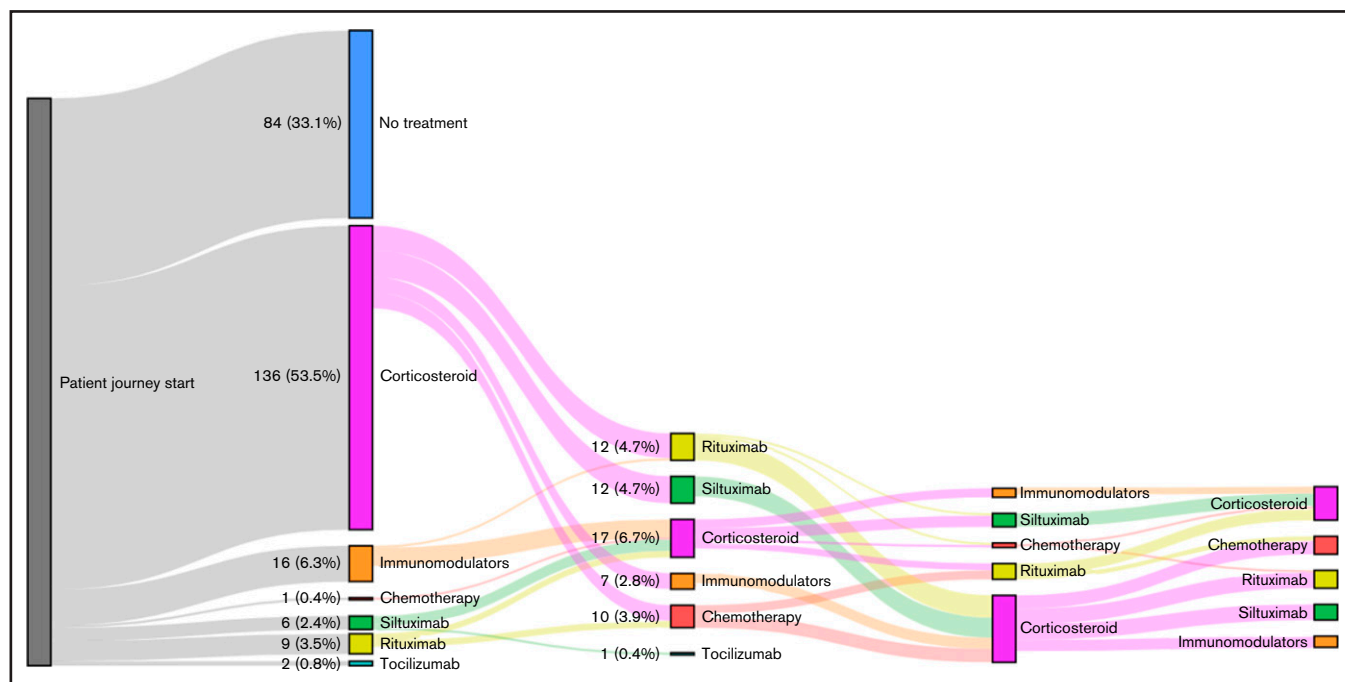 Patient journey start
84 (33.1%) No treatment
136 (53.5%) Corticosteroid
16 (6.3%) Immunomodulators
1 (0.4%) Chemotherapy
6 (2.4%) Siltuximab
9 (3.5%) Rituximab
2 (0.8%) Tocilizumab
12 (4.7%) Rituximab
12 (4.7%) Siltuximab
17 (6.7%) Corticosteroid
7 (2.8%) Immunomodulators
10 (3.9%) Chemotherapy
1 (0.4%) Tocilizumab
Immunomodulators
Siltuximab
Chemotherapy
Rituximab
Corticosteroid
Corticosteroid
Chemotherapy
Rituximab
Siltuximab
Immunomodulators